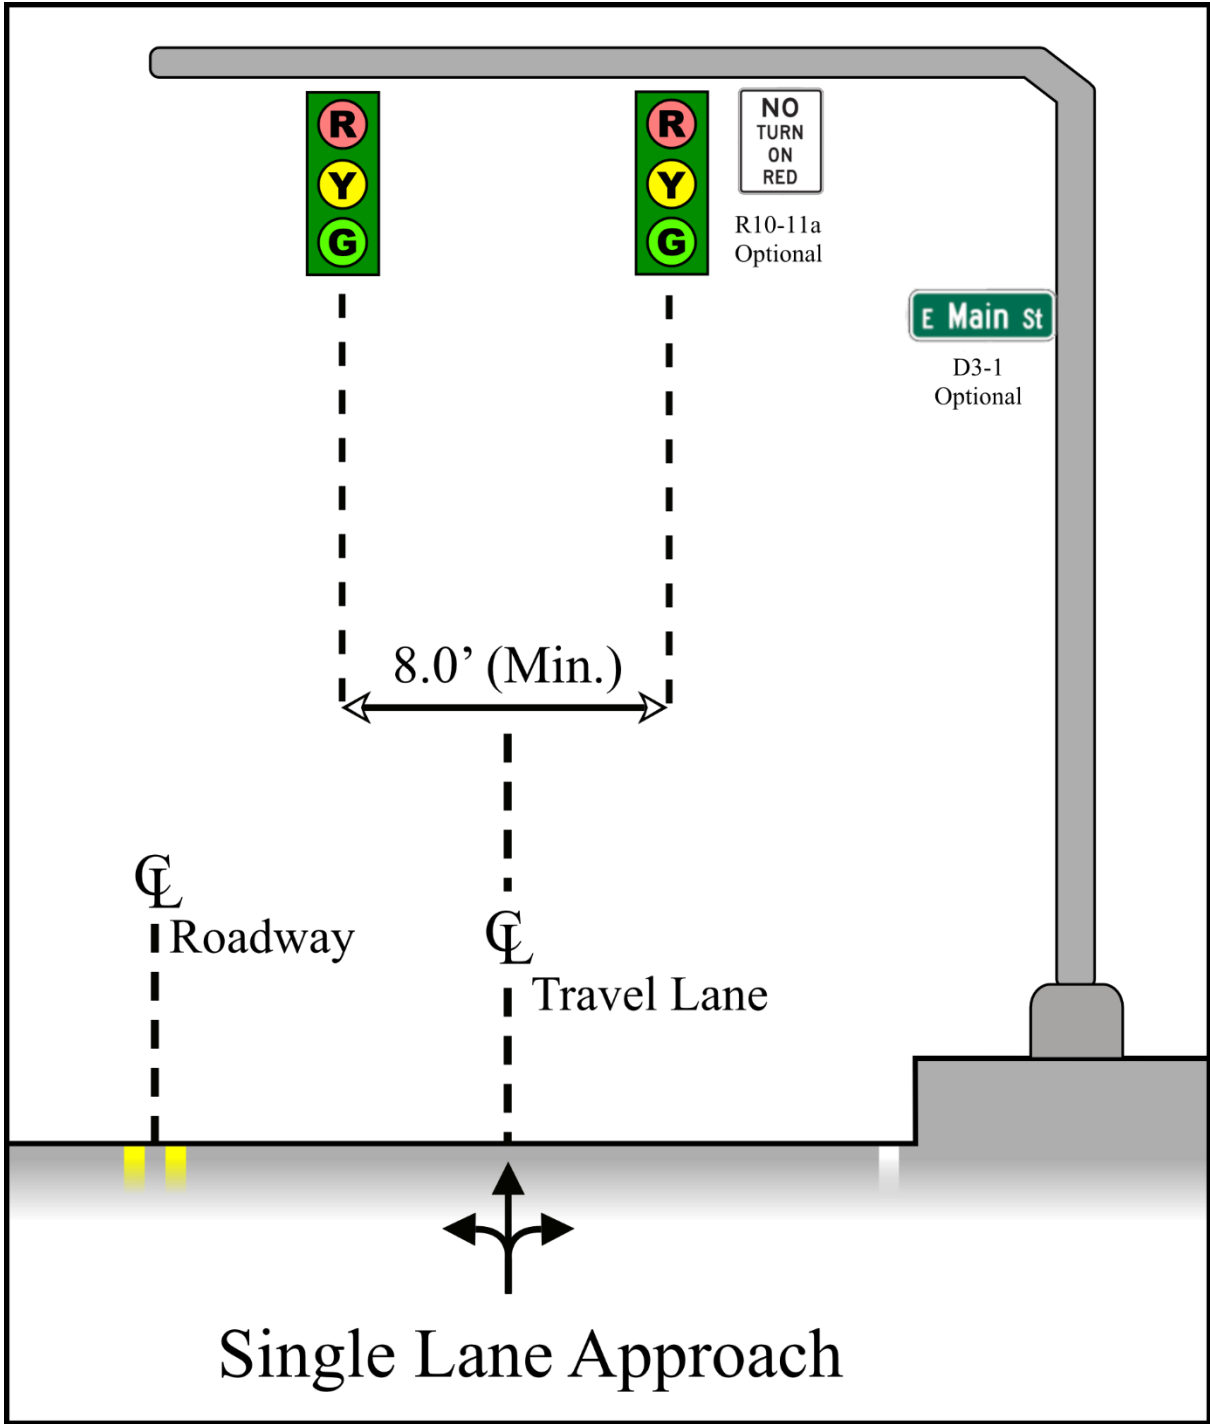 R
Y
G
R
Y
G
NO
TURN
ON
RED
R10-11a
Optional
E Main St
D3-1
Optional
8.0’ (Min.)
℄
Roadway
℄
Travel Lane
Single Lane Approach